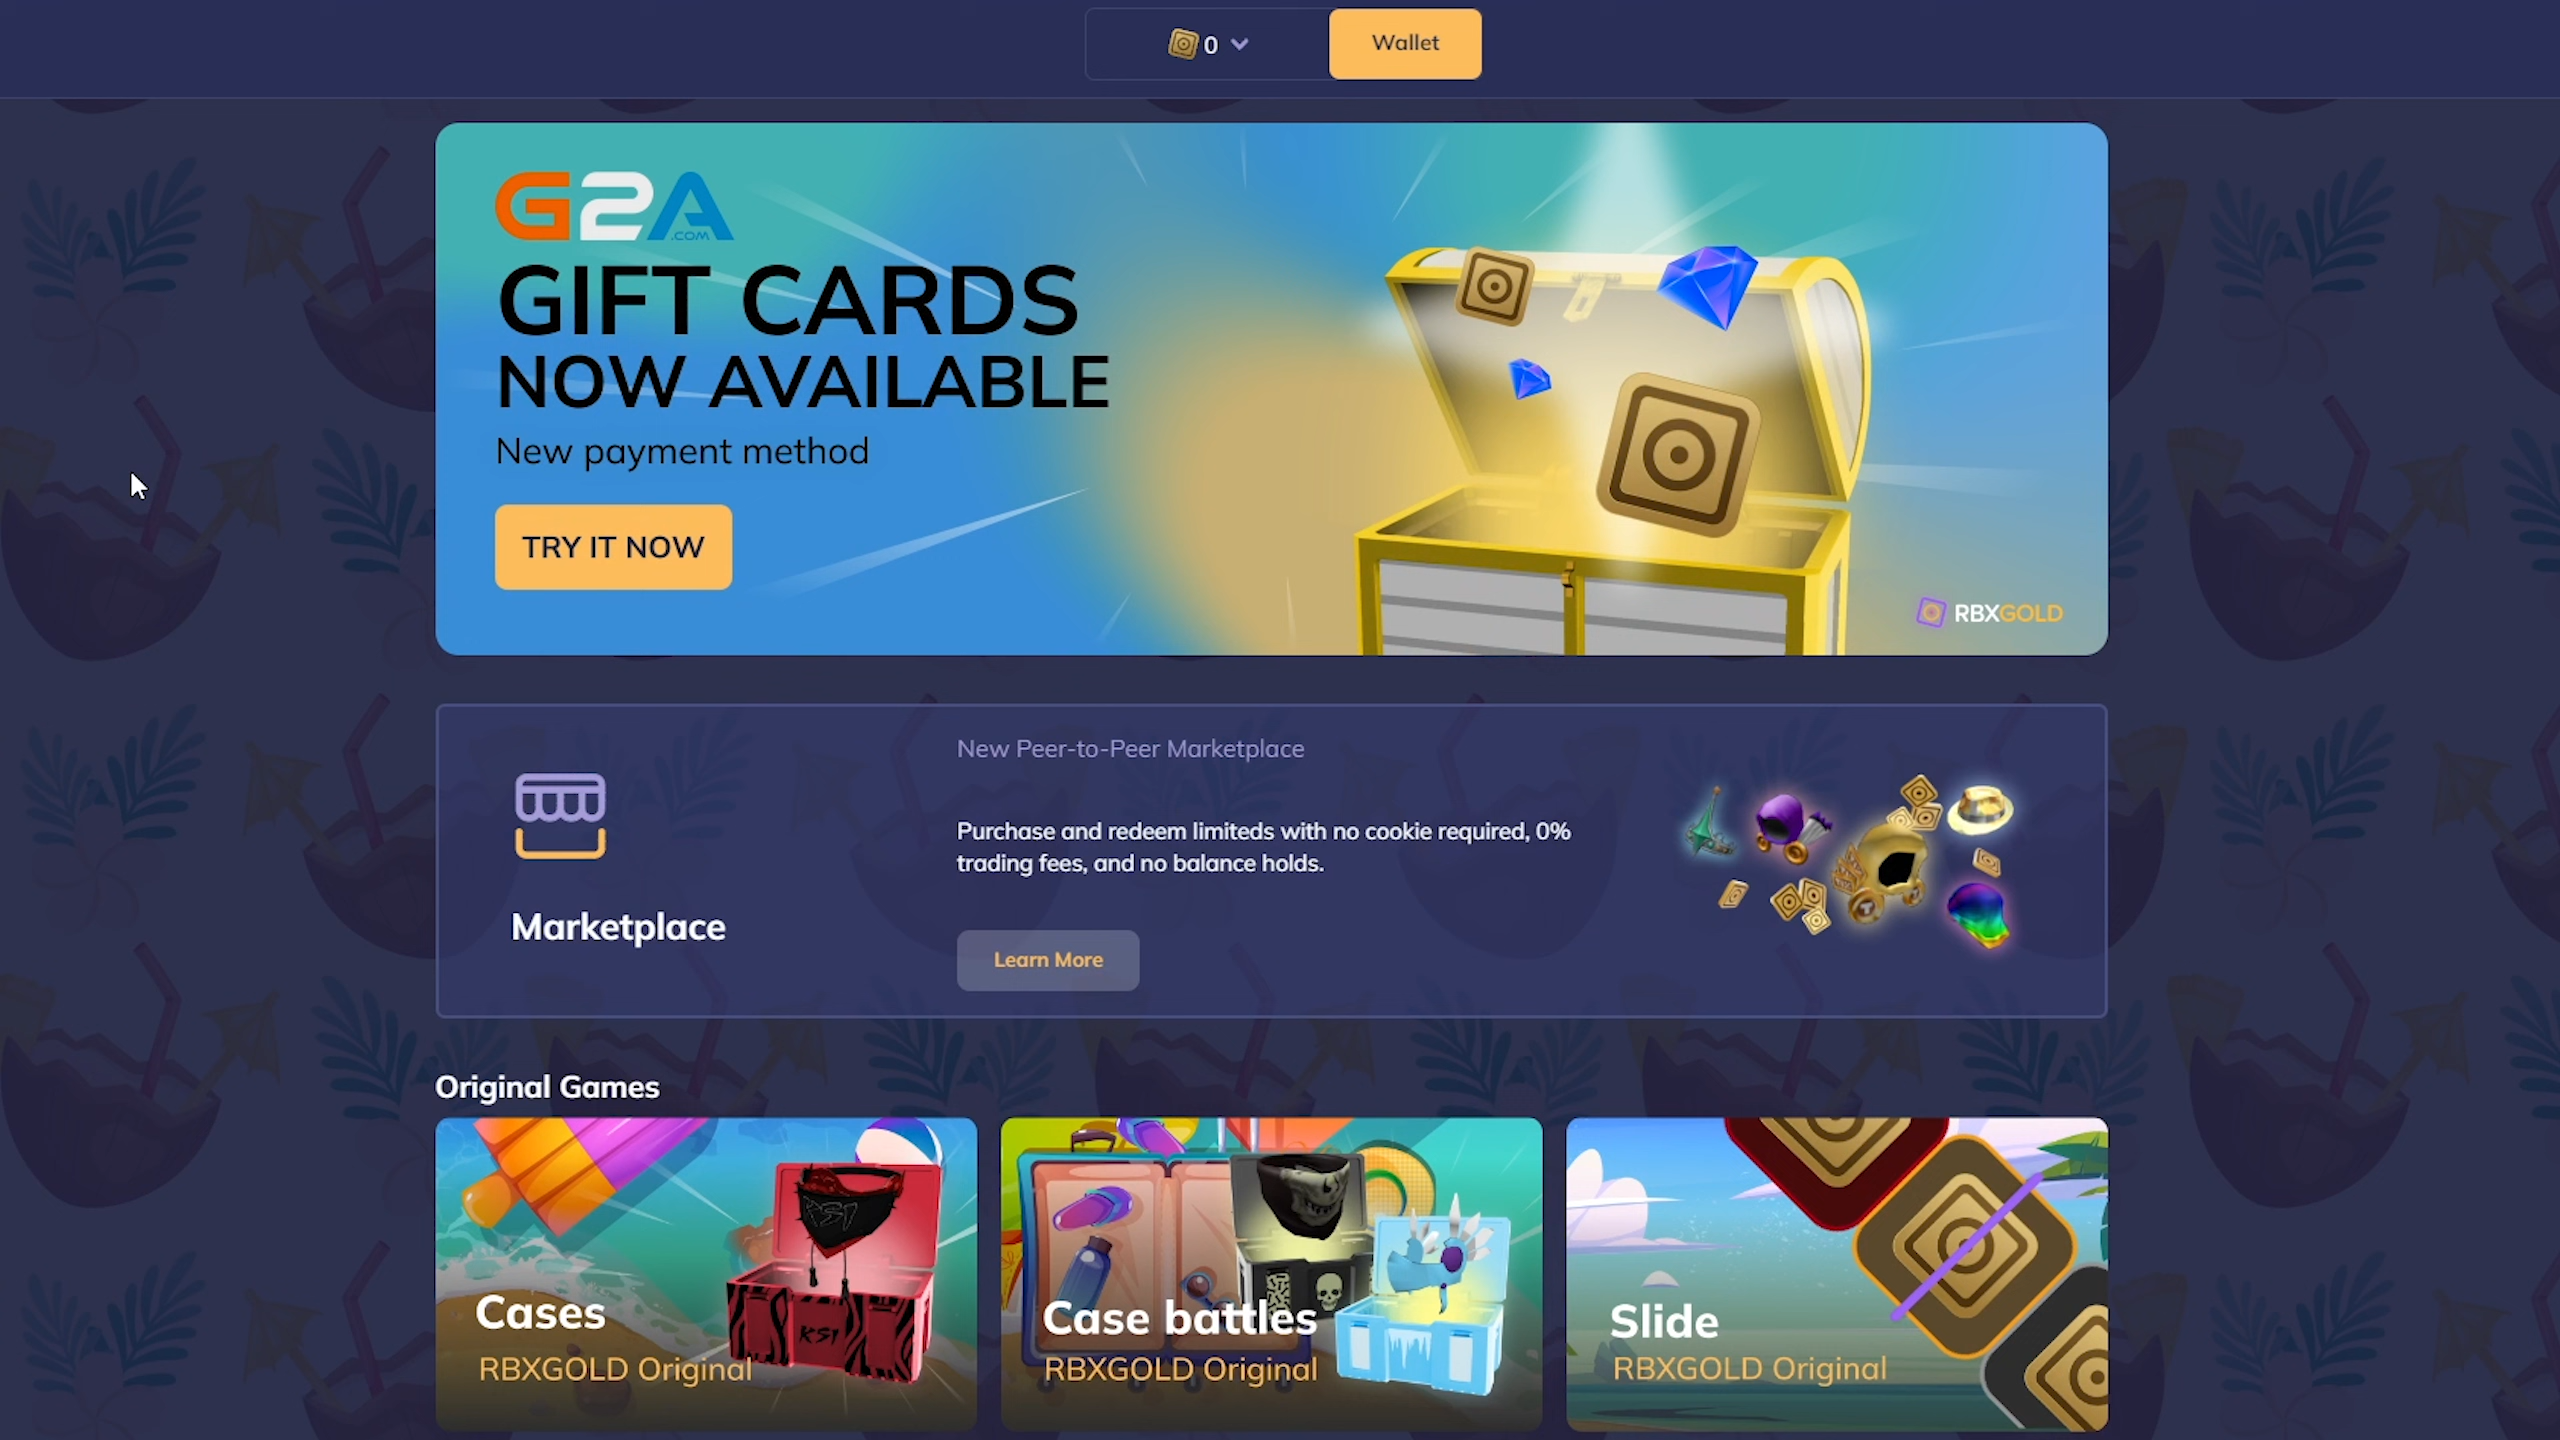 0
Wallet
G2A
.COM
GIFT CARDS
NOW AVAILABLE
New payment method
TRY IT NOW
RBXGOLD
New Peer-to-Peer Marketplace
Purchase and redeem limiteds with no cookie required, 0%
trading fees, and no balance holds.
Marketplace
Learn More
Original Games
KSI
KSI
Cases
RBXGOLD Original
Case battles
RBXGOLD Original
Slide
RBXGOLD Original